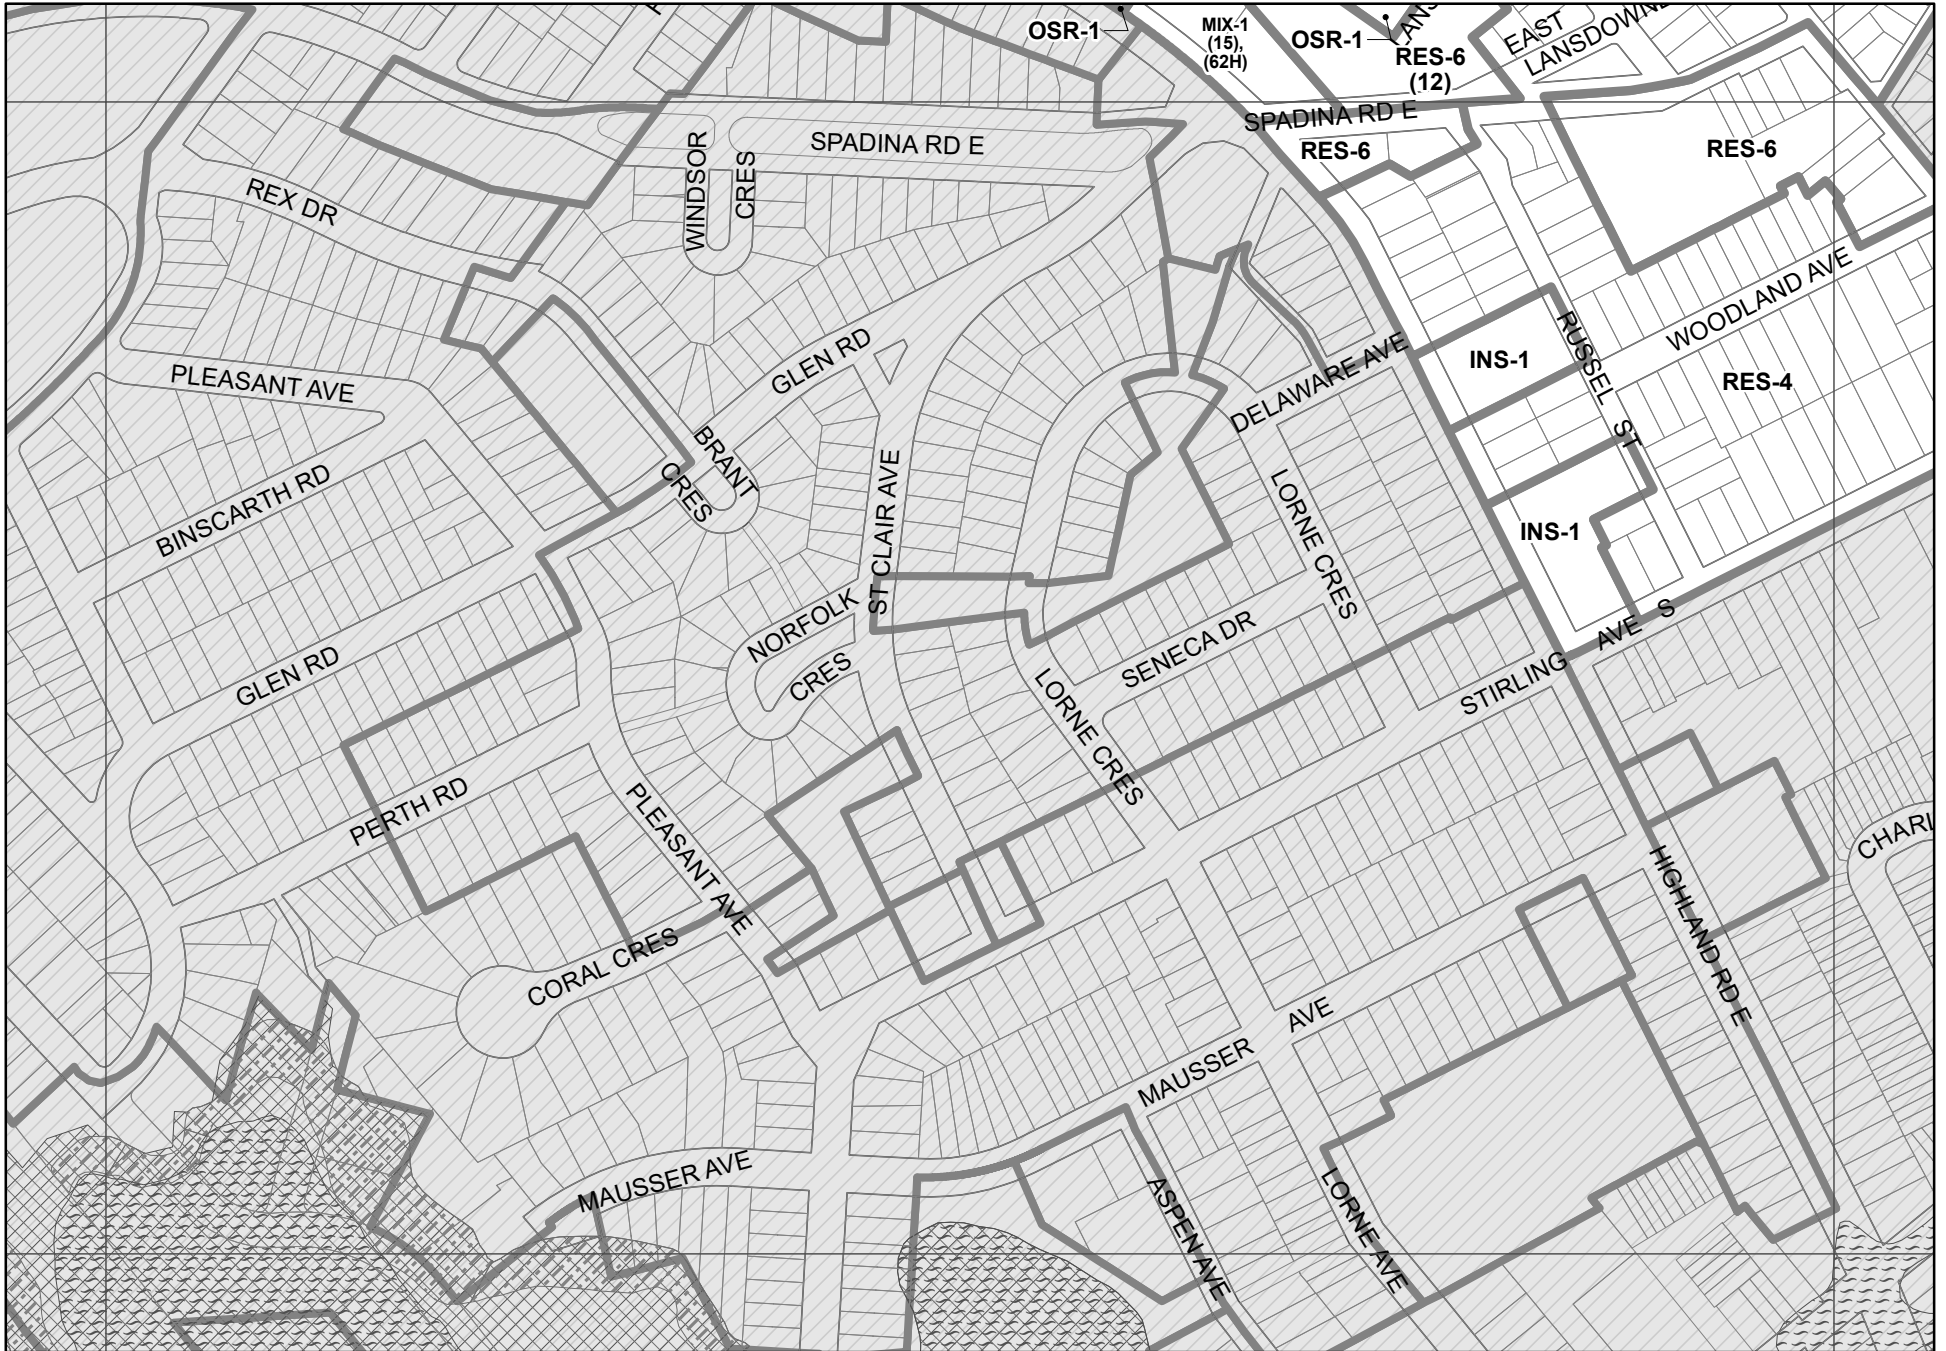 OSR-1
MIX-1
(15),
(62H)
OSR-1
RES-6
(12)
EAST
LANSDOWNE
SPADINA RD E
RES-6
RES-6
SPADINA RD E
WINDSOR
CRES
REX DR
WOODLAND AVE
RUSSEL ST
INS-1
RES-4
DELAWARE AVE
GLEN RD
PLEASANT AVE
BRANT
CRES
BINSCARTH RD
ST CLAIR AVE
LORNE CRES
INS-1
NORFOLK
CRES
SENECA DR
STIRLING AVE S
GLEN RD
LORNE CRES
PERTH RD
PLEASANT AVE
CHARL
HIGHLAND RD E
CORAL CRES
MAUSSER AVE
MAUSSER AVE
ASPEN AVE
LORNE AVE